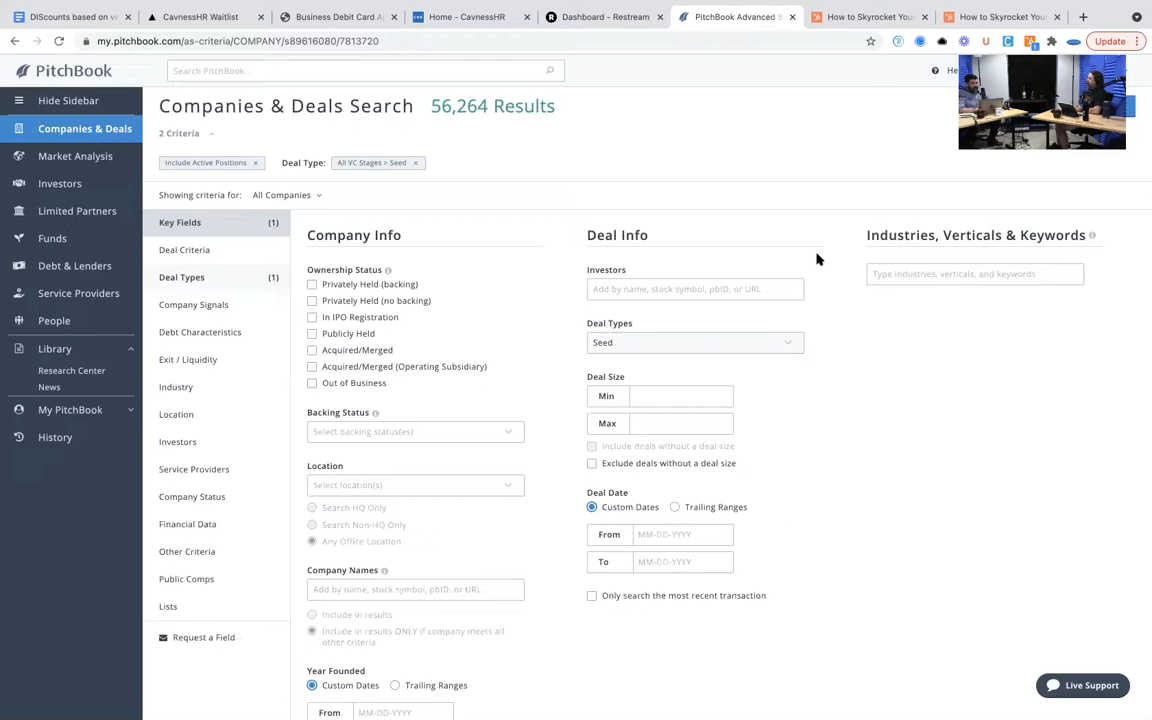 DIScounts based on ve
CavnessHR Waitlist
Business Debit Card A
Home - CavnessHR
Dashboard - Restream
PitchBook Advanced S
How to Skyrocket You
How to Skyrocket You
my.pitchbook.com/as-criteria/COMPANY/s89616080/7813720
Update
PitchBook
Search PitchBook...
He
Hide Sidebar
Companies & Deals
Market Analysis
Investors
Limited Partners
Funds
Debt & Lenders
Service Providers
People
Library
Research Center
News
My PitchBook
History
Companies & Deals Search 56,264 Results
2 Criteria
Include Active Positions
Deal Type: All VC Stages > Seed
Showing criteria for: All Companies
Key Fields (1)
Deal Criteria
Deal Types (1)
Company Signals
Debt Characteristics
Exit / Liquidity
Industry
Location
Investors
Service Providers
Company Status
Financial Data
Other Criteria
Public Comps
Lists
Request a Field
Company Info
Ownership Status
Privately Held (backing)
Privately Held (no backing)
In IPO Registration
Publicly Held
Acquired/Merged
Acquired/Merged (Operating Subsidiary)
Out of Business
Backing Status
Select backing status(es)
Location
Select location(s)
Search HQ Only
Search Non-HQ Only
Any Office Location
Company Names
Add by name, stock symbol, pbID, or URL
Include in results
Include in results ONLY if company meets all
other criteria
Year Founded
Custom Dates
Trailing Ranges
From MM-DD-YYYY
Deal Info
Investors
Add by name, stock symbol, pbID, or URL
Deal Types
Seed
Deal Size
Min
Max
Include deals without a deal size
Exclude deals without a deal size
Deal Date
Custom Dates
Trailing Ranges
From MM-DD-YYYY
To MM-DD-YYYY
Only search the most recent transaction
Industries, Verticals & Keywords
Type industries, verticals, and keywords
Live Support